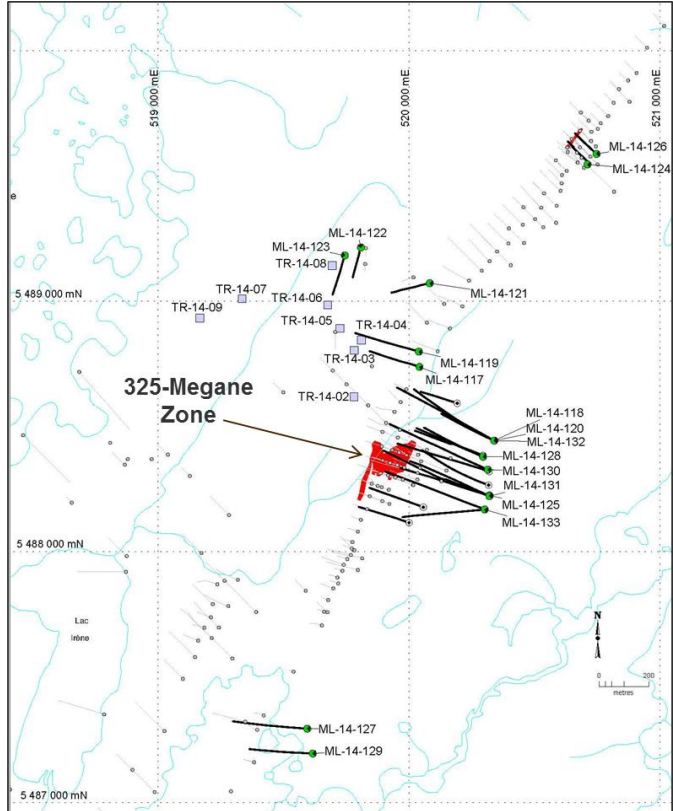 519 000 mE
520 000 mE
521 000 mE
ML-14-126
ML-14-124
e
ML-14-122
ML-14-123
TR-14-08
TR-14-07
TR-14-06
ML-14-121
5 489 000 mN
TR-14-09
TR-14-05
TR-14-04
ML-14-119
TR-14-03
ML-14-117
325-Megane
Zone
TR-14-02
ML-14-118
ML-14-120
ML-14-132
ML-14-128
ML-14-130
ML-14-131
ML-14-125
ML-14-133
5 488 000 mN
Lac
Irène
N
0
200
metres
ML-14-127
ML-14-129
5 487 000 mN